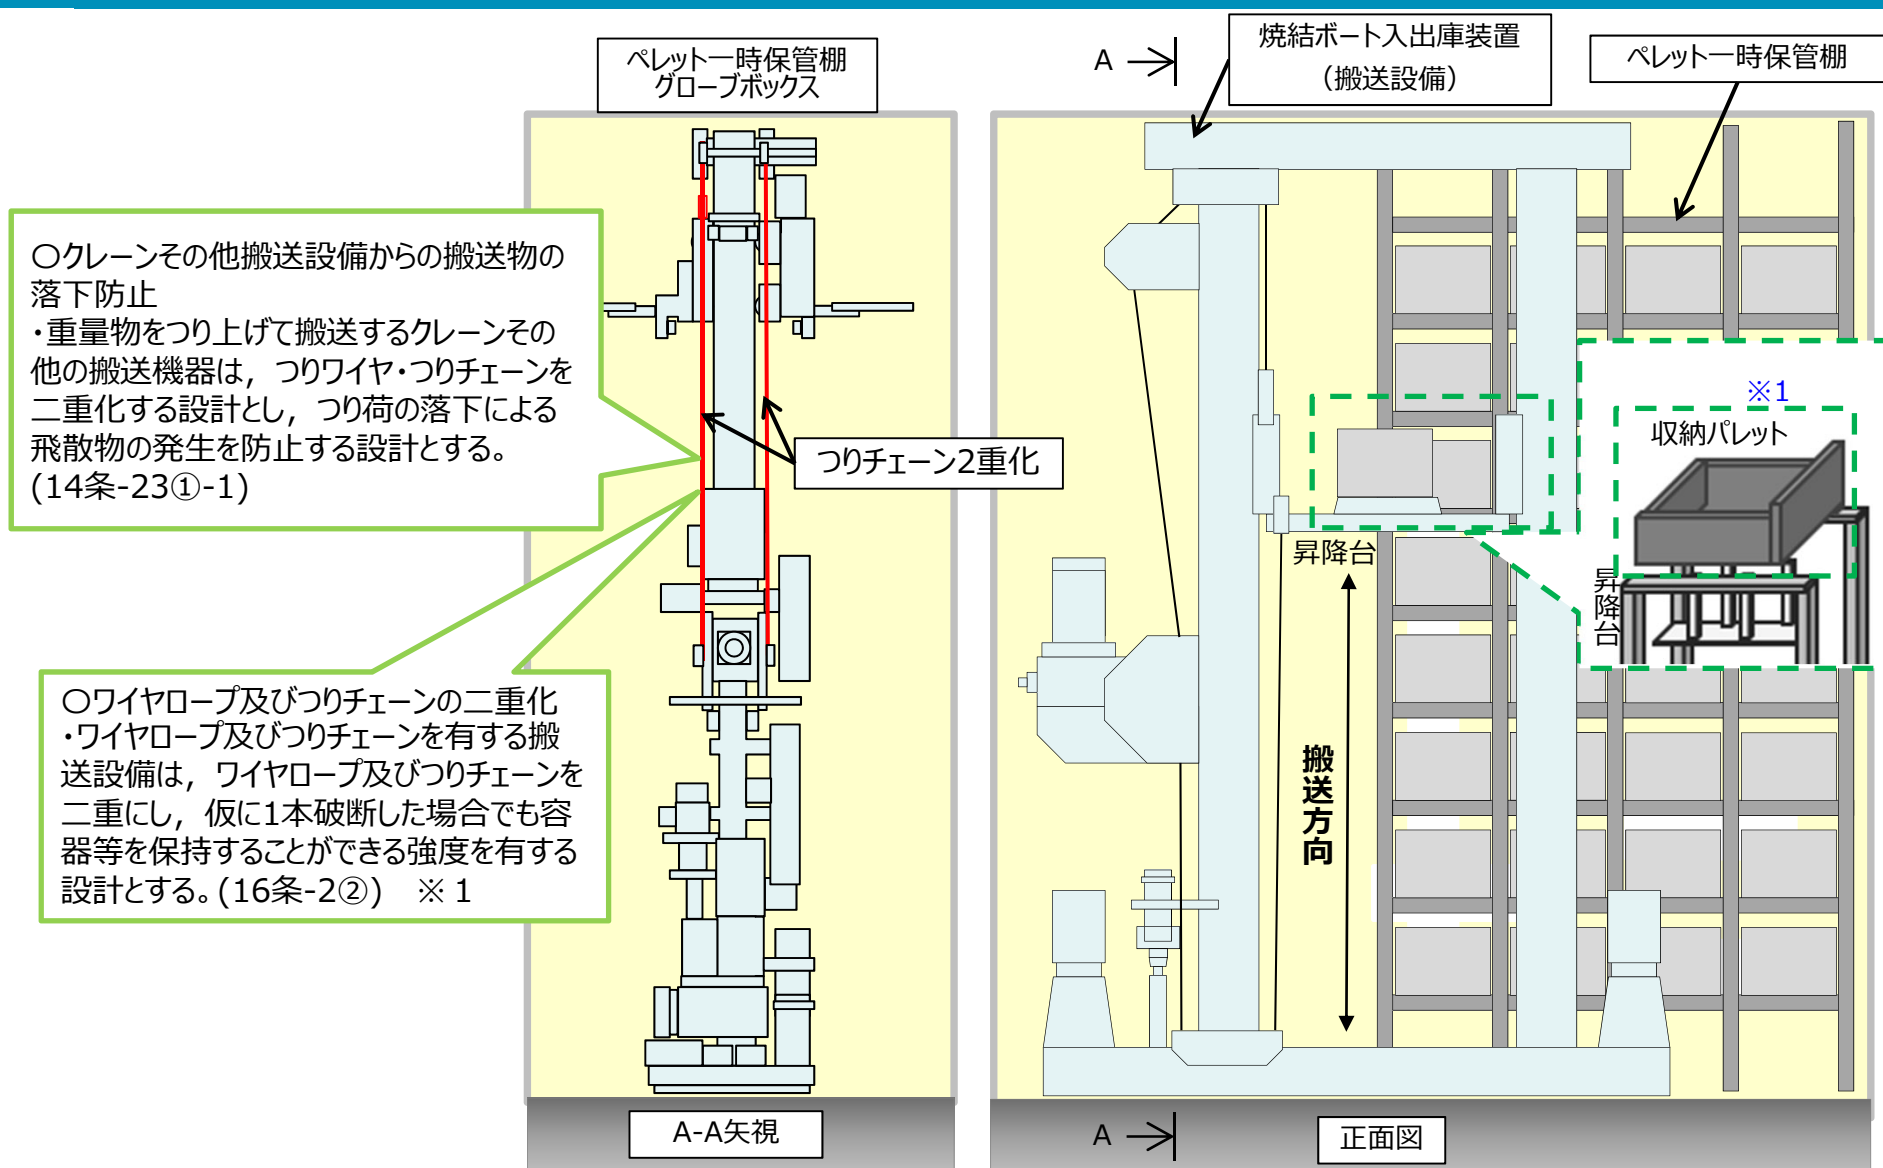 ペレット一時保管棚
グローブボックス
A
焼結ボート入出庫装置
（搬送設備）
ペレット一時保管棚
〇クレーンその他搬送設備からの搬送物の
落下防止
・重量物をつり上げて搬送するクレーンその
他の搬送機器は，つりワイヤ・つりチェーンを
二重化する設計とし，つり荷の落下による
飛散物の発生を防止する設計とする。
(14条-23①-1)
つりチェーン2重化
※1
収納パレット
昇降台
昇降台
〇ワイヤロープ及びつりチェーンの二重化
・ワイヤロープ及びつりチェーンを有する搬
送設備は，ワイヤロープ及びつりチェーンを
二重にし，仮に1本破断した場合でも容
器等を保持することができる強度を有する
設計とする。(16条-2②)　※１
搬送方向
A-A矢視
A
正面図